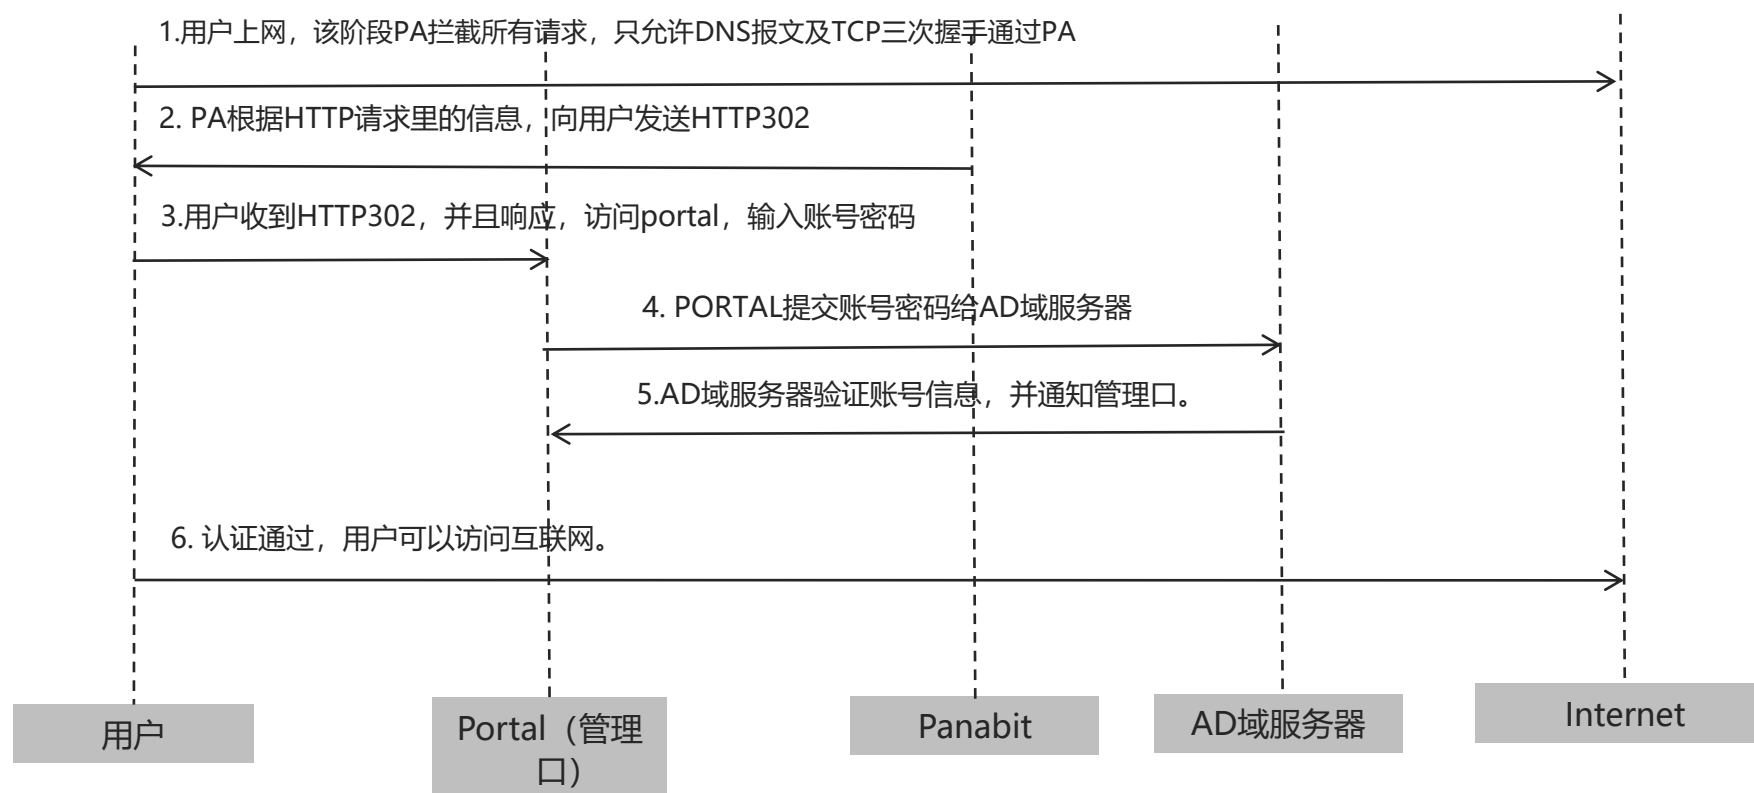 1.用户上网，该阶段PA拦截所有请求，只允许DNS报文及TCP三次握手通过PA
2. PA根据HTTP请求里的信息，向用户发送HTTP302
3.用户收到HTTP302，并且响应，访问portal，输入账号密码
4. PORTAL提交账号密码给AD域服务器
5.AD域服务器验证账号信息，并通知管理口。
6. 认证通过，用户可以访问互联网。
用户
Portal（管理
口）
Panabit
AD域服务器
Internet